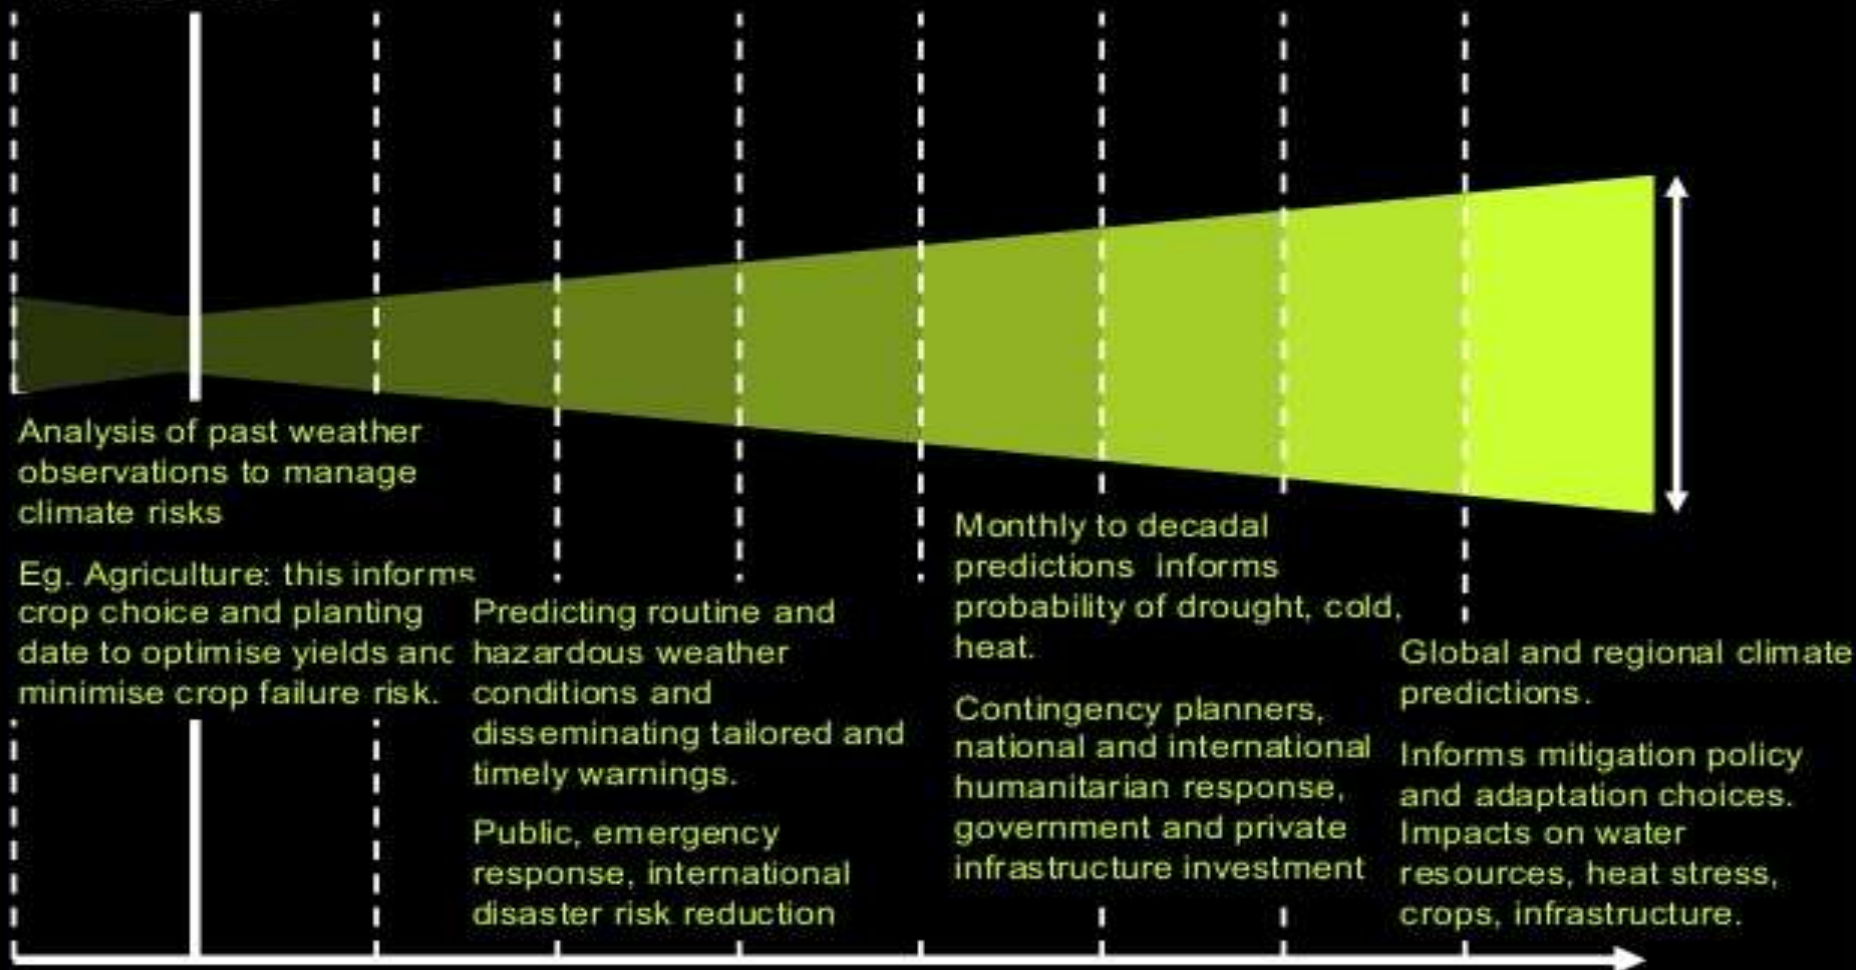 Analysis of past weather
observations to manage
climate risks
Eg. Agriculture: this informs
crop choice and planting
date to optimise yields and
minimise crop failure risk.
Predicting routine and
hazardous weather
conditions and
disseminating tailored and
timely warnings.
Public, emergency
response, international
disaster risk reduction
Monthly to decadal
predictions informs
probability of drought, cold,
heat.
Contingency planners,
national and international
humanitarian response,
government and private
infrastructure investment
Global and regional climate
predictions.
Informs mitigation policy
and adaptation choices.
Impacts on water
resources, heat stress,
crops, infrastructure.